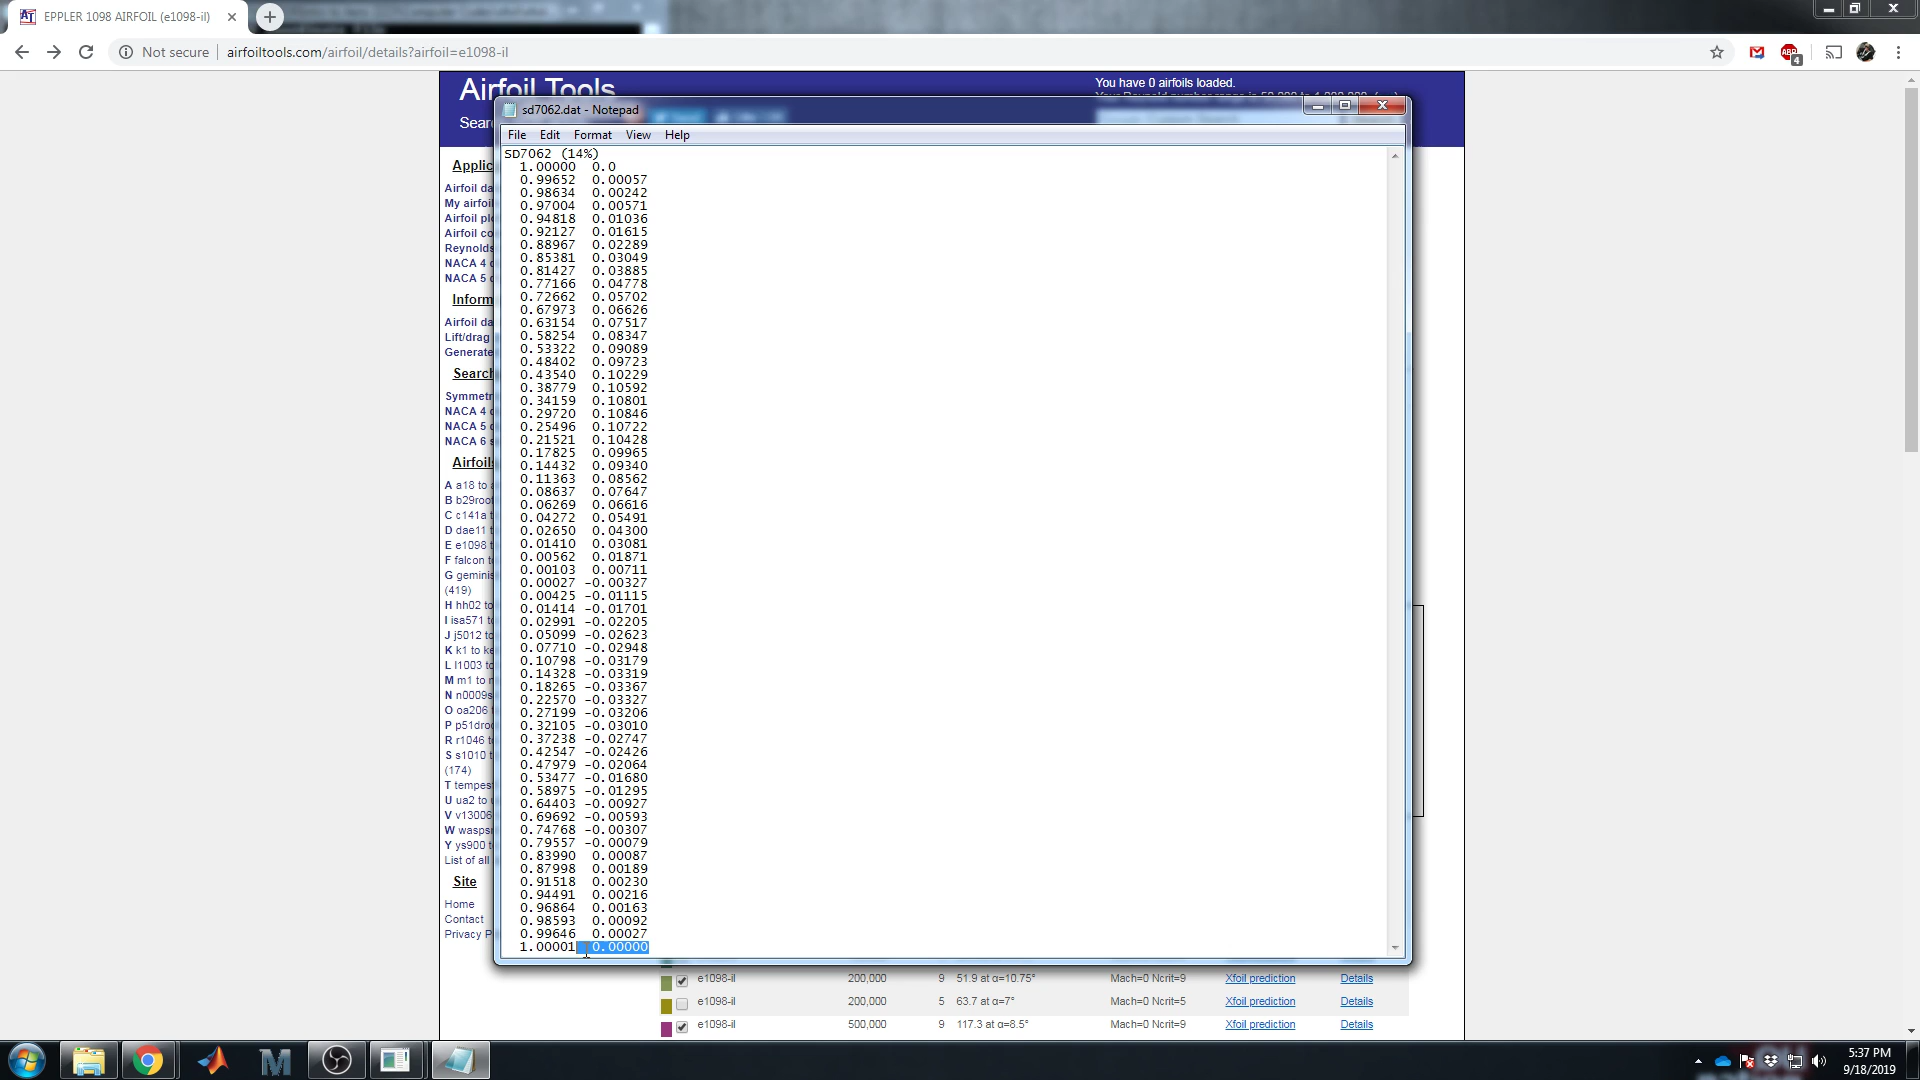 EPPLER 1098 AIRFOIL (e1098-il)
Not secure
airfoiltools.com/airfoil/details?airfoil=e1098-il
4
Airfoil Tools
You have 0 airfoils loaded.
sd7062.dat - Notepad
File Edit Format View Help
SD7062 (14%)
1.00000 0.0
0.99652 0.00057
0.98634 0.00242
0.97004 0.00571
0.94818 0.01036
0.92127 0.01615
0.88967 0.02289
0.85381 0.03049
0.81427 0.03885
0.77166 0.04778
0.72662 0.05702
0.67973 0.06626
0.63154 0.07517
0.58254 0.08347
0.53322 0.09089
0.48402 0.09723
0.43540 0.10229
0.38779 0.10592
0.34159 0.10801
0.29720 0.10846
0.25496 0.10722
0.21521 0.10428
0.17825 0.09965
0.14432 0.09340
0.11363 0.08562
0.08637 0.07647
0.06269 0.06616
0.04272 0.05491
0.02650 0.04300
0.01410 0.03081
0.00562 0.01871
0.00103 0.00711
0.00027 -0.00327
0.00425 -0.01115
0.01414 -0.01701
0.02991 -0.02205
0.05099 -0.02623
0.07710 -0.02948
0.10798 -0.03179
0.14328 -0.03319
0.18265 -0.03367
0.22570 -0.03327
0.27199 -0.03206
0.32105 -0.03010
0.37238 -0.02747
0.42547 -0.02426
0.47979 -0.02064
0.53477 -0.01680
0.58975 -0.01295
0.64403 -0.00927
0.69692 -0.00593
0.74768 -0.00307
0.79557 -0.00079
0.83990 0.00087
0.87998 0.00189
0.91518 0.00230
0.94491 0.00216
0.96864 0.00163
0.98593 0.00092
0.99646 0.00027
1.00001 0.00000
Sear
Applic
Airfoil da
My airfoi
Airfoil pl
Airfoil co
Reynolds
NACA 4 d
NACA 5 d
Inform
Airfoil da
Lift/drag
Generate
Search
Symmetr
NACA 4 d
NACA 5 d
NACA 6 s
Airfoils
A a18 to a
B b29root
C c141a t
D dae11 t
E e1098 t
F falcon t
G geminis
(419)
H hh02 to
I isa571 to
J j5012 to
K k1 to ke
L l1003 to
M m1 to m
N n0009s
O oa206 t
P p51droo
R r1046 to
S s1010 t
(174)
T tempes
U ua2 to u
V v13006
W waspsm
Y ys900 t
List of all
Site
Home
Contact
Privacy P
e1098-il 200,000 9 51.9 at α=10.75° Mach=0 Ncrit=9 Xfoil prediction Details
e1098-il 200,000 5 63.7 at α=7° Mach=0 Ncrit=5 Xfoil prediction Details
e1098-il 500,000 9 117.3 at α=8.5° Mach=0 Ncrit=9 Xfoil prediction Details
5:37 PM
9/18/2019